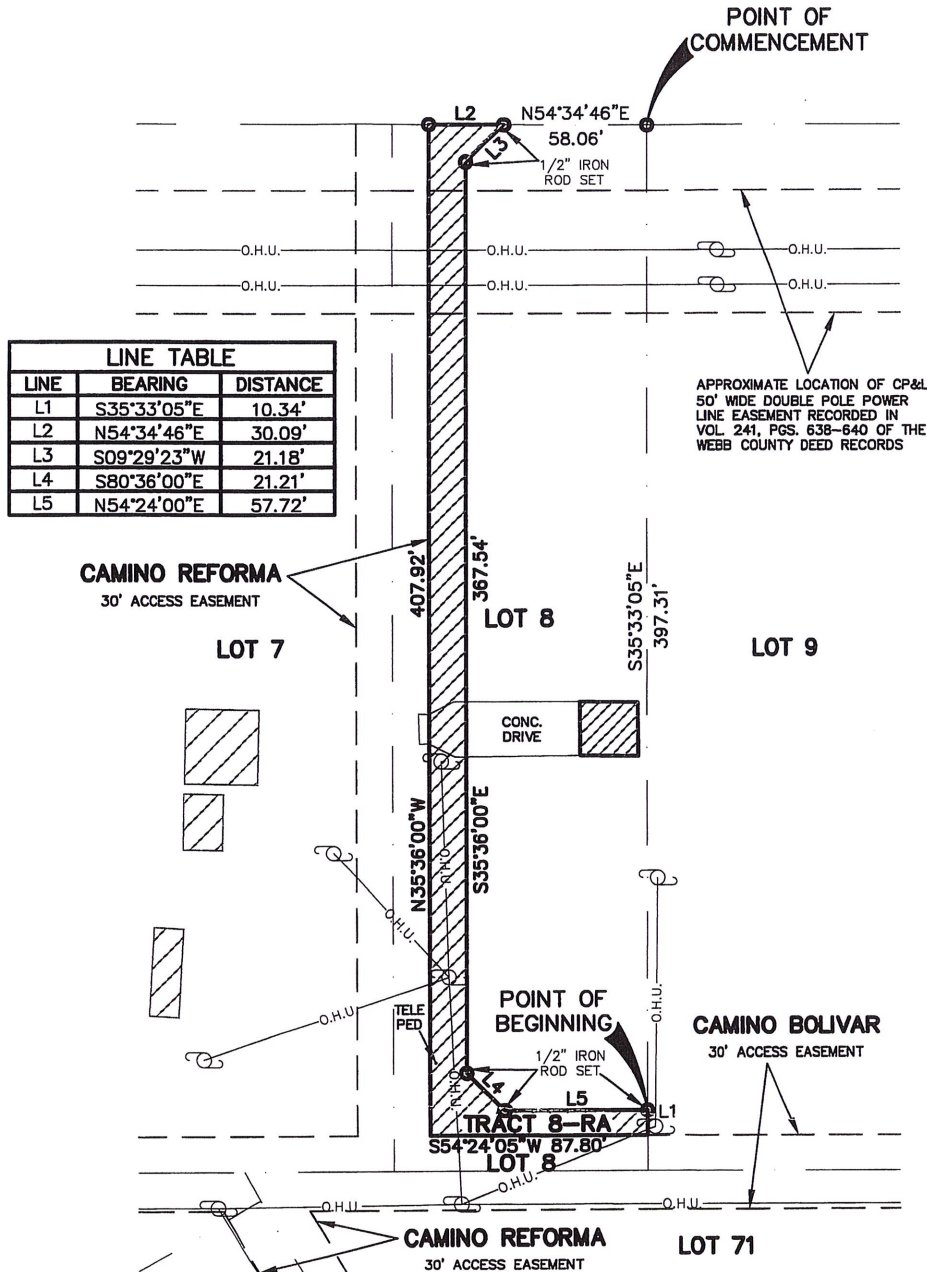 POINT OF
COMMENCEMENT
L2
N54°34'46"E
58.06'
L3
1/2" IRON
ROD SET
O.H.U.
O.H.U.
O.H.U.
O.H.U.
O.H.U.
O.H.U.
LINE TABLE
LINE BEARING DISTANCE
L1 S35°33'05"E 10.34'
L2 N54°34'46"E 30.09'
L3 S09°29'23"W 21.18'
L4 S80°36'00"E 21.21'
L5 N54°24'00"E 57.72'
APPROXIMATE LOCATION OF CP&L
50' WIDE DOUBLE POLE POWER
LINE EASEMENT RECORDED IN
VOL. 241, PGS. 638-640 OF THE
WEBB COUNTY DEED RECORDS
CAMINO REFORMA
30' ACCESS EASEMENT
407.92'
367.54'
S35°33'05"E
397.31'
LOT 8
LOT 7
LOT 9
CONC.
DRIVE
N35°36'00"W
S35°36'00"E
O.H.U.
O.H.U.
O.H.U.
O.H.U.
TELE
PED
POINT OF
BEGINNING
CAMINO BOLIVAR
30' ACCESS EASEMENT
1/2" IRON
ROD SET
O.H.U.
L4
L5
L1
TRACT 8-RA
S54°24'05"W 87.80'
LOT 8
O.H.U.
O.H.U.
O.H.U.
CAMINO REFORMA
30' ACCESS EASEMENT
LOT 71